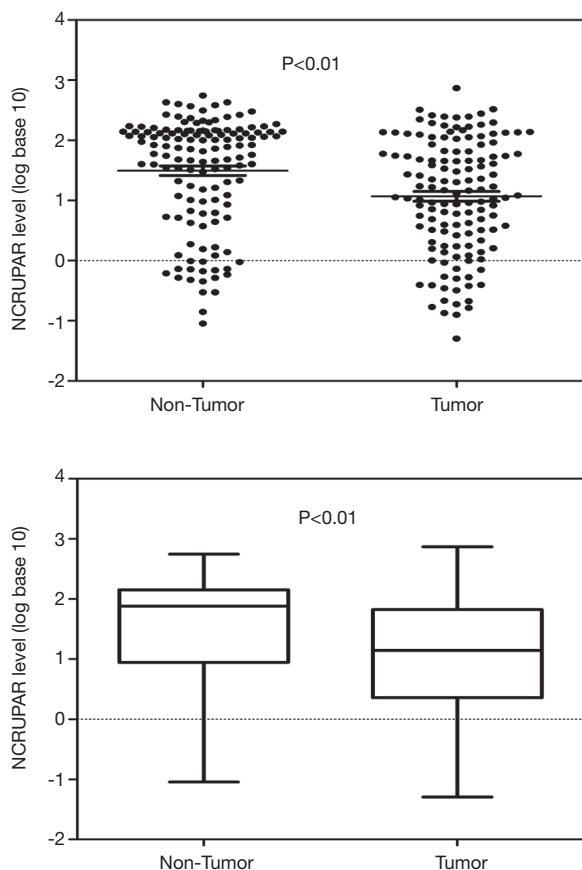 4
P<0.01
3
2
1
0
-1
-2
NCRUPAR level (log base 10)
Non-Tumor Tumor
4
P<0.01
3
2
1
0
-1
-2
NCRUPAR level (log base 10)
Non-Tumor Tumor